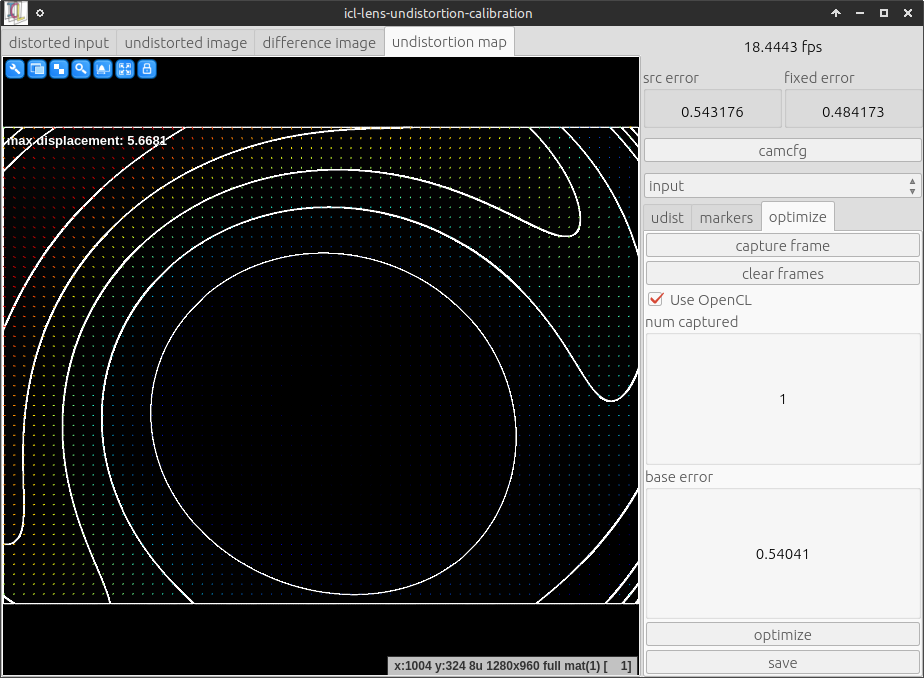 icl-lens-undistortion-calibration
distorted input
undistorted image
difference image
undistortion map
max displacement: 5.6681
x:1004 y:324 8u 1280x960 full mat(1) [ 1]
18.4443 fps
src error
fixed error
0.543176
0.484173
camcfg
input
udist
markers
optimize
capture frame
clear frames
Use OpenCL
num captured
1
base error
0.54041
optimize
save